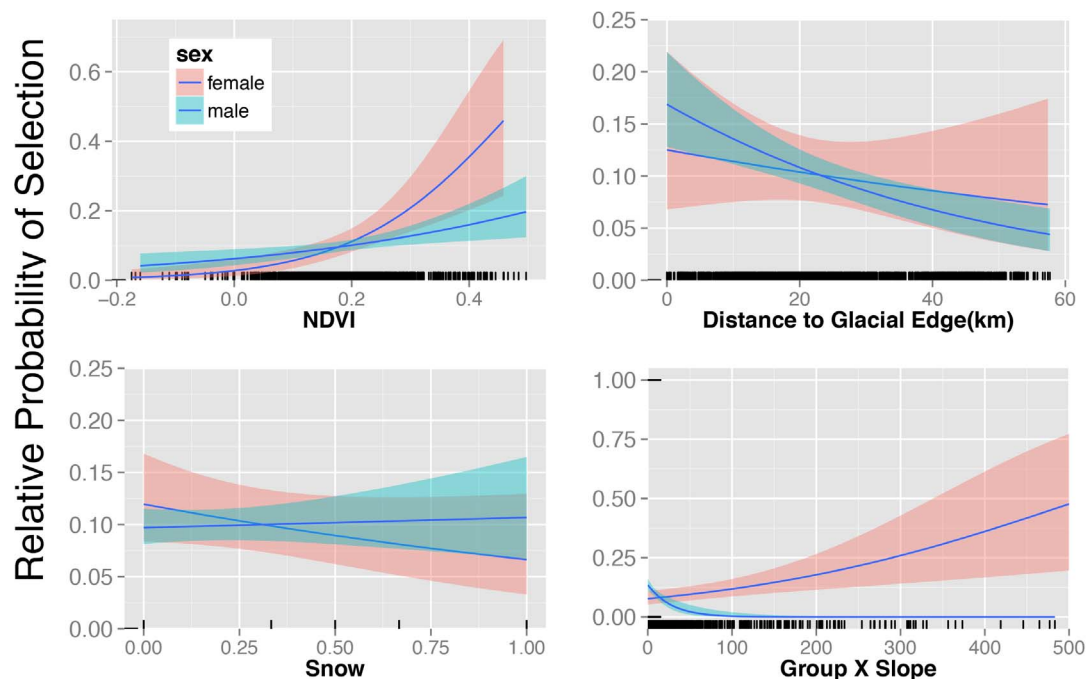 Relative Probability of Selection
sex
female
male
0.6
0.4
0.2
0.0
−0.2 0.0 0.2 0.4
NDVI
0.25
0.20
0.15
0.10
0.05
0.00
0 20 40 60
Distance to Glacial Edge(km)
0.25
0.20
0.15
0.10
0.05
0.00
0.00 0.25 0.50 0.75 1.00
Snow
1.00
0.75
0.50
0.25
0.00
0 100 200 300 400 500
Group X Slope